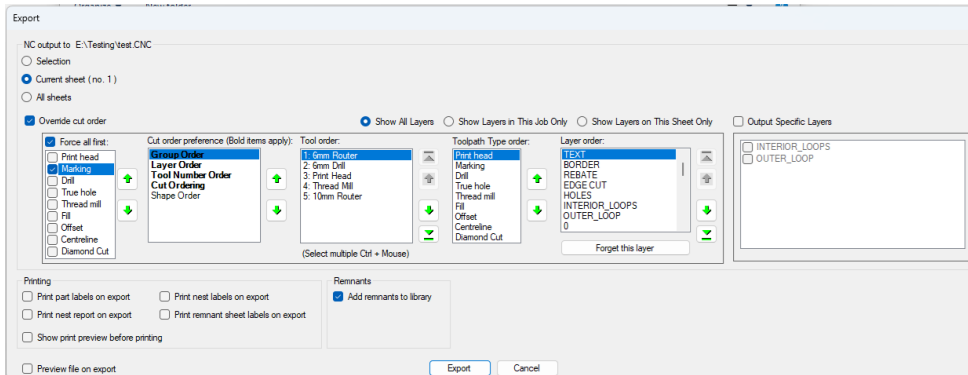 Export
NC output to E:\Testing\test.CNC
Selection
Current sheet ( no. 1 )
All sheets
Override cut order
Show All Layers
Show Layers in This Job Only
Show Layers on This Sheet Only
Output Specific Layers
Force all first:
Print head
Marking
Drill
True hole
Thread mill
Fill
Offset
Centreline
Diamond Cut
Cut order preference (Bold items apply):
Group Order
Layer Order
Tool Number Order
Cut Ordering
Shape Order
Tool order:
1: 6mm Router
2: 6mm Drill
3: Print Head
4: Thread Mill
5: 10mm Router
(Select multiple Ctrl + Mouse)
Toolpath Type order:
Print head
Marking
Drill
True hole
Thread mill
Fill
Offset
Centreline
Diamond Cut
Layer order:
TEXT
BORDER
REBATE
EDGE CUT
HOLES
INTERIOR_LOOPS
OUTER_LOOP
0
Forget this layer
INTERIOR_LOOPS
OUTER_LOOP
Printing
Print part labels on export
Print nest labels on export
Print nest report on export
Print remnant sheet labels on export
Show print preview before printing
Remnants
Add remnants to library
Preview file on export
Export
Cancel